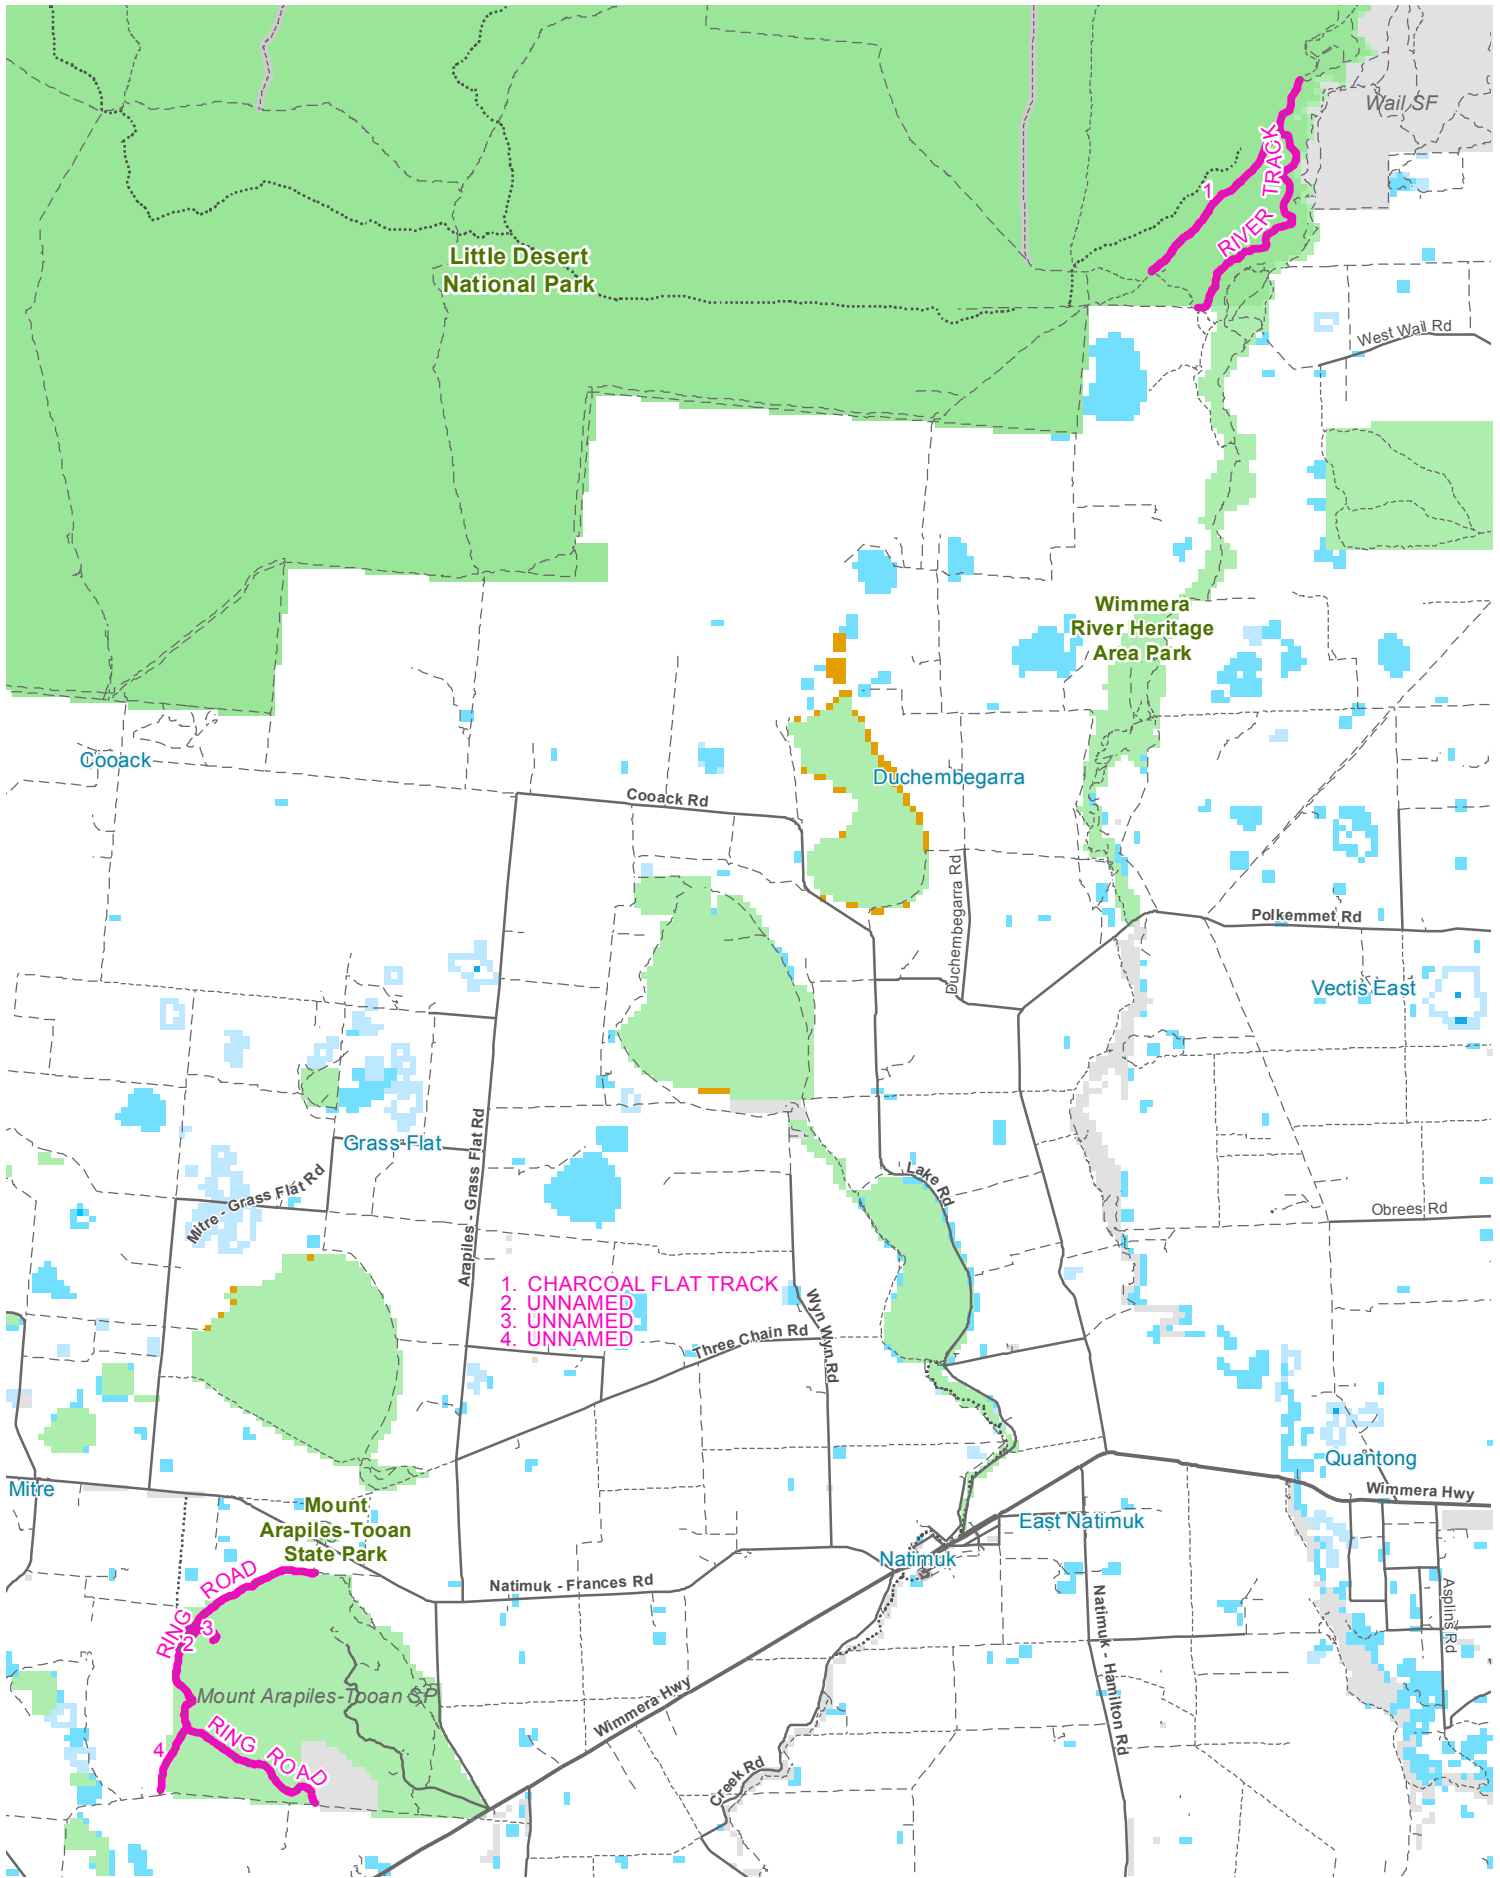 Wail SF
RIVER TRACK
1
Little Desert
National Park
West Wail Rd
Wimmera
River Heritage
Area Park
Cooack
Duchembegarra
Cooack Rd
Duchembegarra Rd
Polkemmet Rd
Vectis East
Grass Flat
Arapiles - Grass Flat Rd
Mitre - Grass Flat Rd
Lake Rd
Obrees Rd
1. CHARCOAL FLAT TRACK
2. UNNAMED
3. UNNAMED
4. UNNAMED
Wyn Wyn Rd
Three Chain Rd
Quantong
Mitre
Wimmera Hwy
Mount
Arapiles-Tooan
State Park
East Natimuk
Natimuk
RING ROAD
Natimuk - Frances Rd
Natimuk - Hamilton Rd
Asplins Rd
3
2
Mount Arapiles-Tooan SP
Wimmera Hwy
RING ROAD
4
Creek Rd